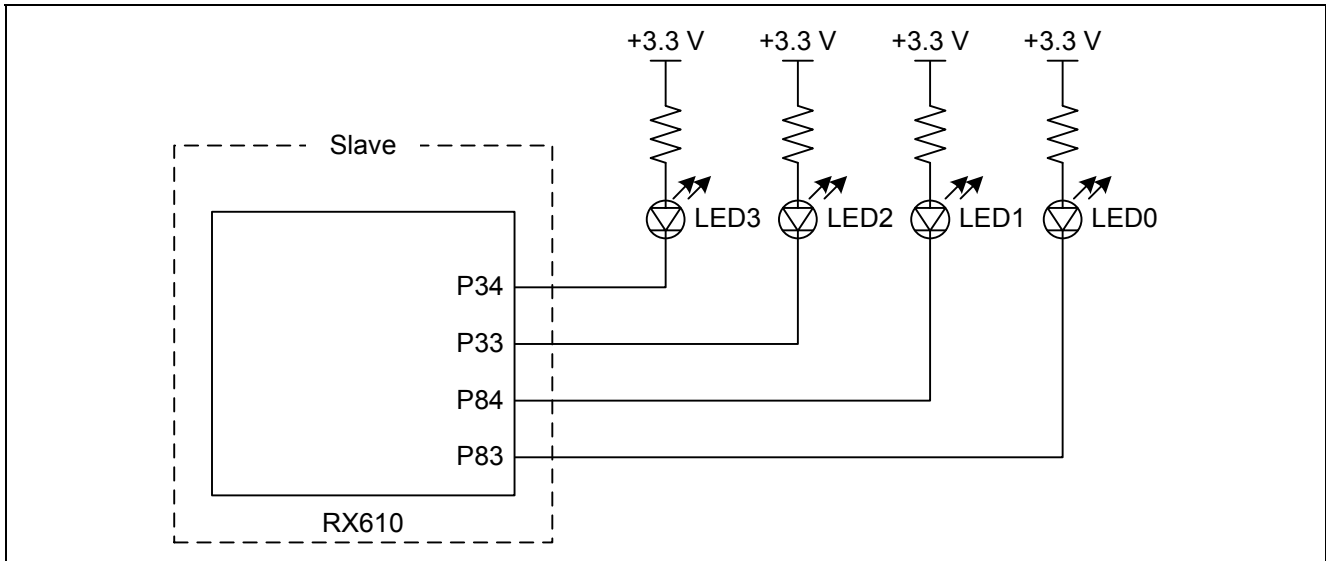 +3.3 V +3.3 V +3.3 V +3.3 V
Slave
LED3 LED2 LED1 LED0
P34
P33
P84
P83
RX610